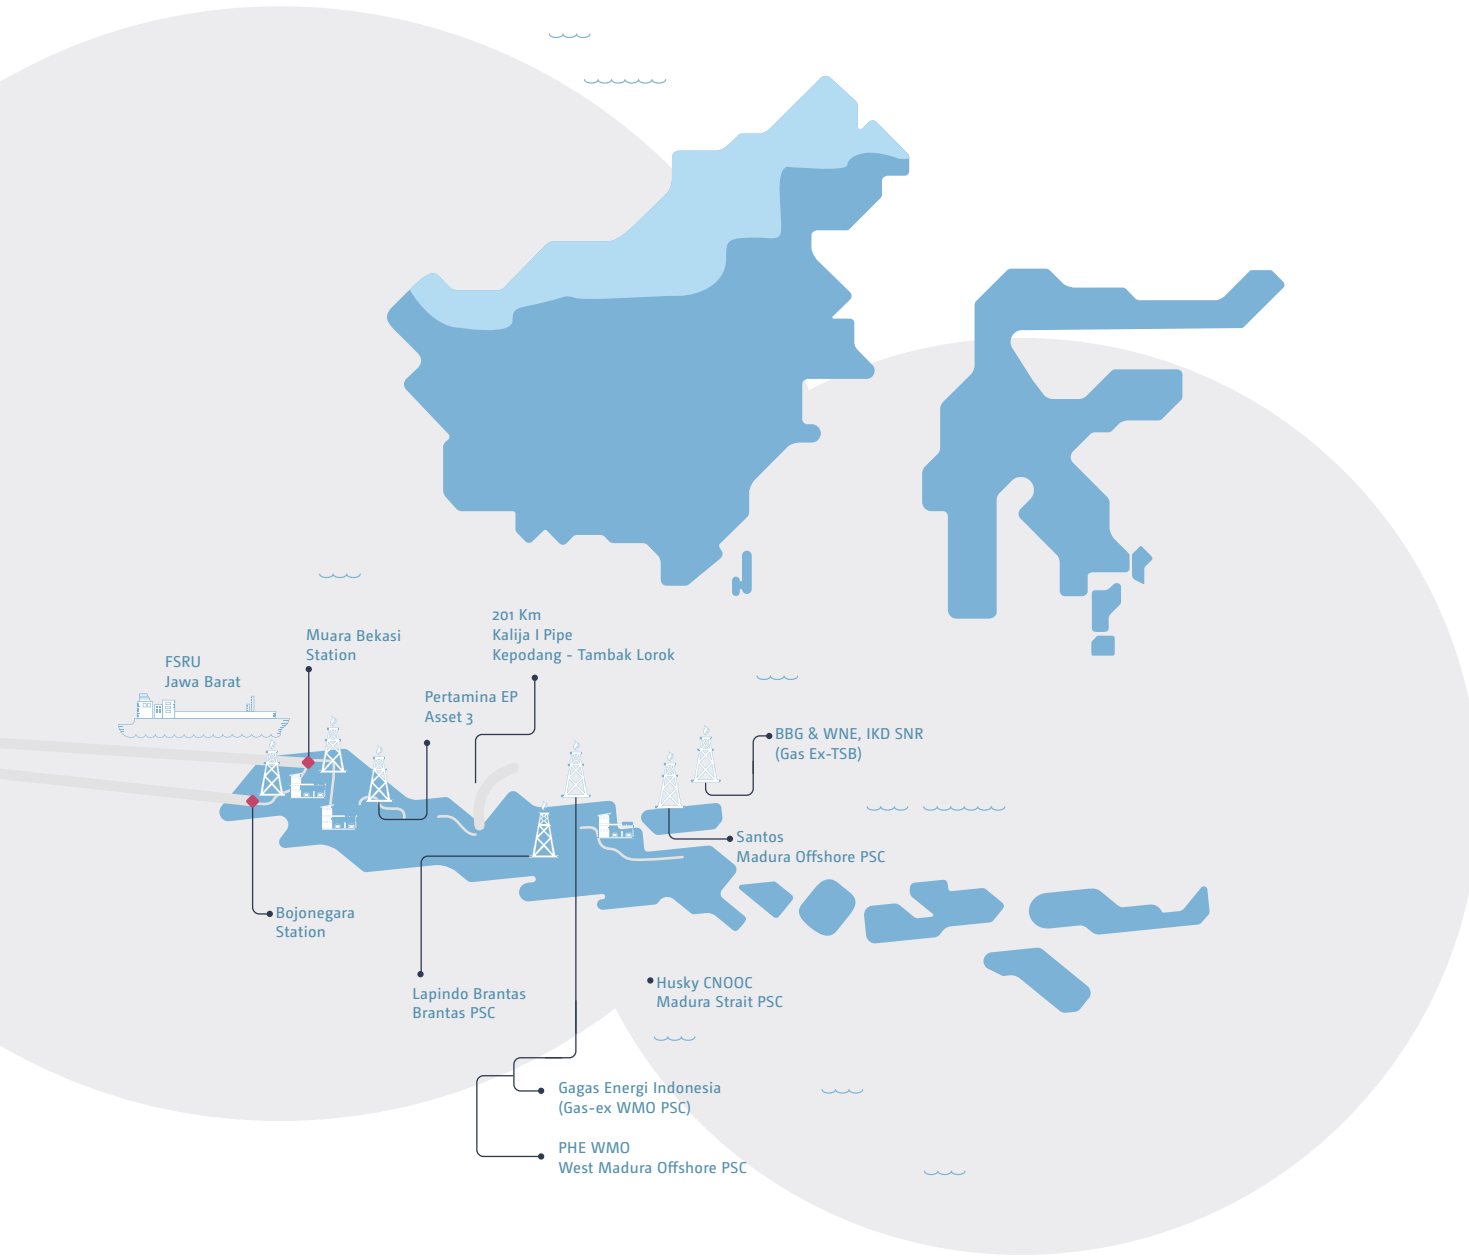 201 Km
Kalija I Pipe
Kepodang - Tambak Lorok
Muara Bekasi
Station
FSRU
Jawa Barat
Pertamina EP
Asset 3
BBG & WNE, IKD SNR
(Gas Ex-TSB)
Santos
Madura Offshore PSC
Bojonegara
Station
Husky CNOOC
Madura Strait PSC
Lapindo Brantas
Brantas PSC
Gagas Energi Indonesia
(Gas-ex WMO PSC)
PHE WMO
West Madura Offshore PSC